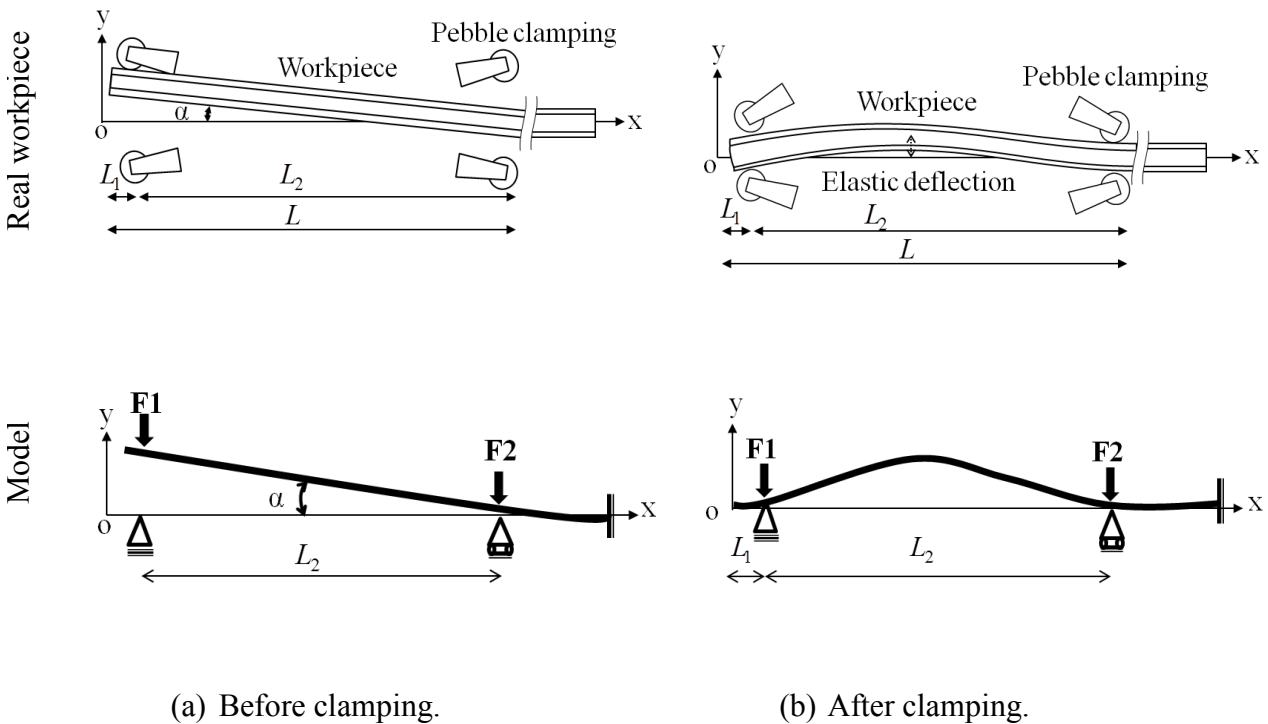 Real workpiece
y
Pebble clamping
Workpiece
α
o
x
L1
L2
L
y
Pebble clamping
Workpiece
o
x
Elastic deflection
L1
L2
L
Model
y
F1
F2
α
o
x
L2
y
F1
F2
o
x
L1
L2
(a) Before clamping.
(b) After clamping.